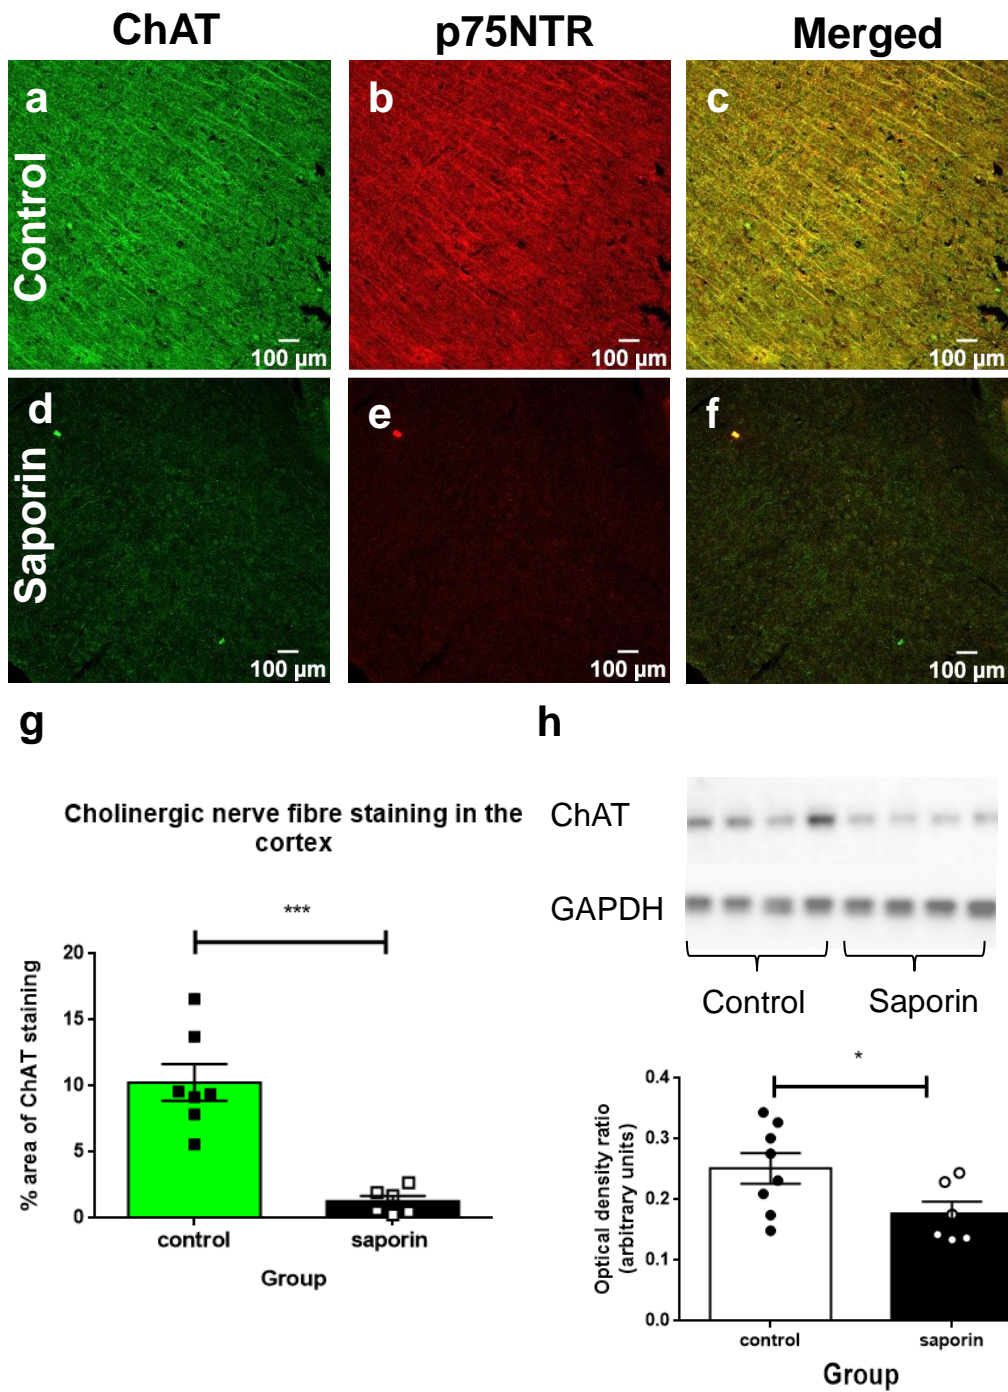 ChAT p75NTR Merged
Control
a b c
100 µm 100 µm 100 µm
Saporin
d e f
100 µm 100 µm 100 µm
g
Cholinergic nerve fibre staining in the
cortex
***
% area of ChAT staining
20
15
10
5
0
control saporin
Group
h
ChAT
GAPDH
Control Saporin
*
Optical density ratio
(arbitrary units)
0.4
0.3
0.2
0.1
0.0
control saporin
Group